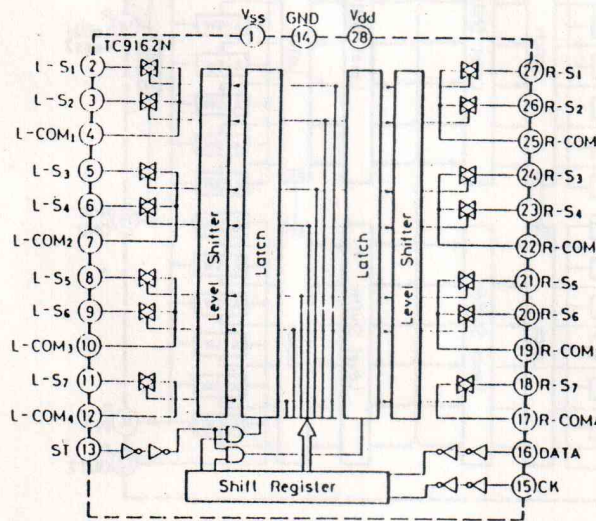 Vss GND Vdd
1 14 28
TC9162N
L-S1 2
L-S2 3
L-COM1 4
L-S3 5
L-S4 6
L-COM2 7
L-S5 8
L-S6 9
L-COM3 10
L-S7 11
L-COM4 12
ST 13
Level Shifter
Latch
Latch
Level Shifter
27 R-S1
26 R-S2
25 R-COM
24 R-S3
23 R-S4
22 R-COM
21 R-S5
20 R-S6
19 R-COM
18 R-S7
17 R-COM4
16 DATA
15 CK
Shift Register